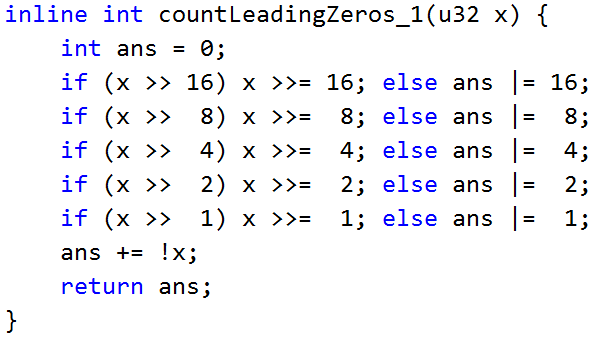 inline int countLeadingZeros_1(u32 x) {
    int ans = 0;
    if (x >> 16) x >>= 16; else ans |= 16;
    if (x >>  8) x >>=  8; else ans |=  8;
    if (x >>  4) x >>=  4; else ans |=  4;
    if (x >>  2) x >>=  2; else ans |=  2;
    if (x >>  1) x >>=  1; else ans |=  1;
    ans += !x;
    return ans;
}